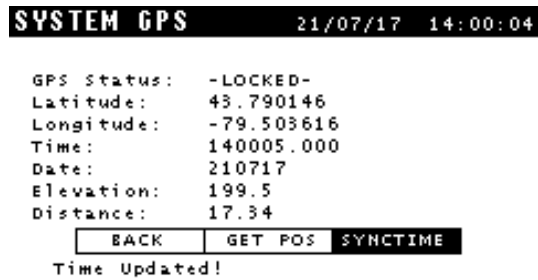 SYSTEM GPS 21/07/17 14:00:04
GPS Status: -LOCKED-
Latitude: 43.790146
Longitude: -79.503616
Time: 140005.000
Date: 210717
Elevation: 199.5
Distance: 17.34
BACK GET POS SYNCTIME
Time Updated!